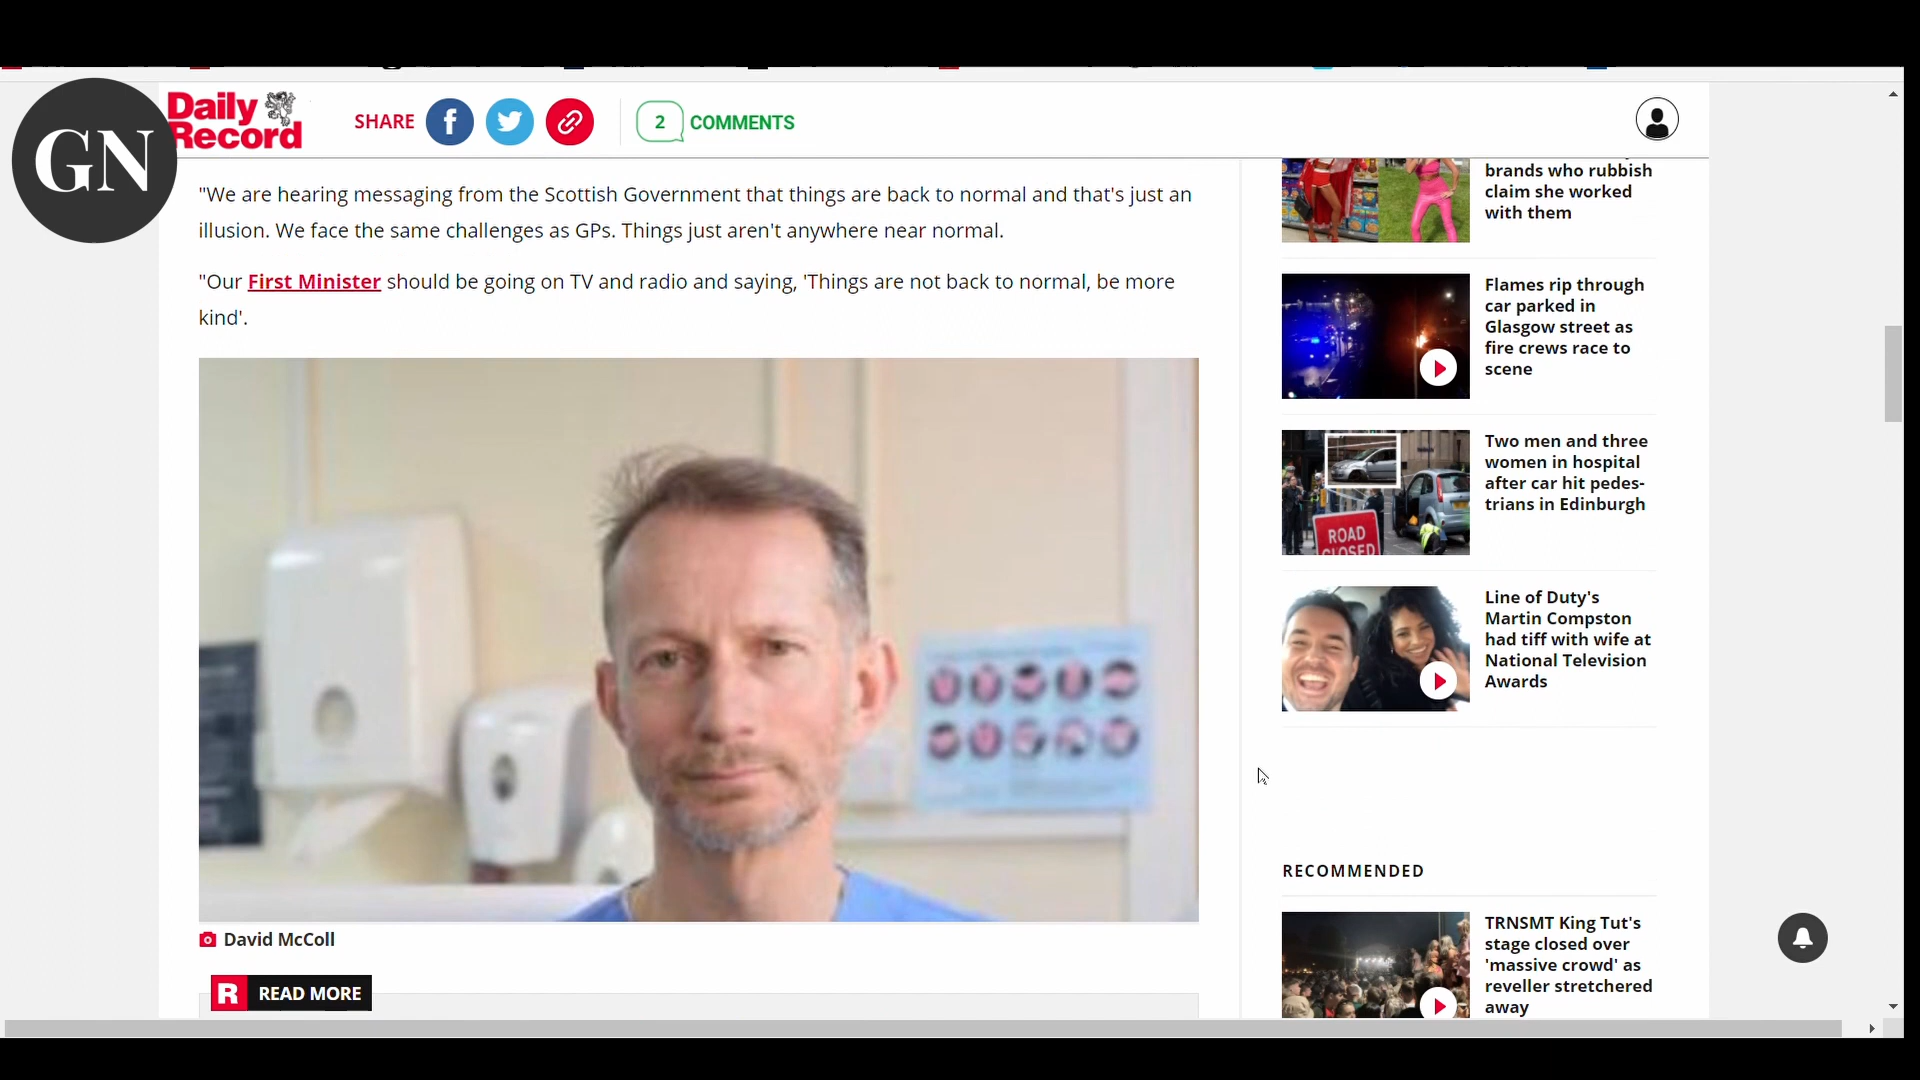 GN
Daily
Record
SHARE
2 COMMENTS
"We are hearing messaging from the Scottish Government that things are back to normal and that's just an
illusion. We face the same challenges as GPs. Things just aren't anywhere near normal.
"Our First Minister should be going on TV and radio and saying, 'Things are not back to normal, be more
kind'.
David McColl
R READ MORE
brands who rubbish
claim she worked
with them
Flames rip through
car parked in
Glasgow street as
fire crews race to
scene
ROAD
CLOSED
Two men and three
women in hospital
after car hit pedes-
trians in Edinburgh
Line of Duty's
Martin Compston
had tiff with wife at
National Television
Awards
RECOMMENDED
TRNSMT King Tut's
stage closed over
'massive crowd' as
reveller stretchered
away